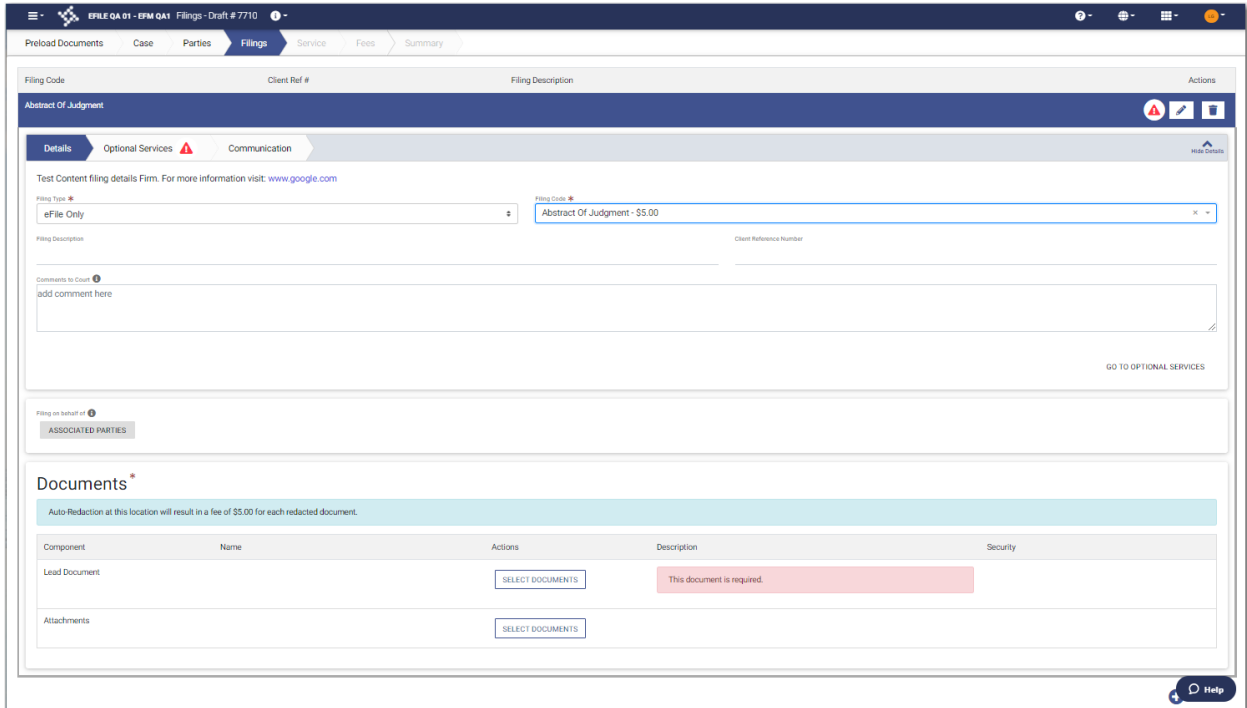 EFILE QA 01 - EFM QA1 Filings - Draft # 7710
Preload Documents Case Parties Filings Service Fees Summary
Filing Code Client Ref # Filing Description Actions
Abstract Of Judgment
Details Optional Services Communication Hide Details
Test Content filing details Firm. For more information visit: www.google.com
Filing Type * Filing Code *
eFile Only Abstract Of Judgment - $5.00
Filing Description Client Reference Number
Comments to Court
add comment here
GO TO OPTIONAL SERVICES
Filing on behalf of
ASSOCIATED PARTIES
Documents*
Auto-Redaction at this location will result in a fee of $5.00 for each redacted document.
Component Name Actions Description Security
Lead Document SELECT DOCUMENTS This document is required.
Attachments SELECT DOCUMENTS
Help